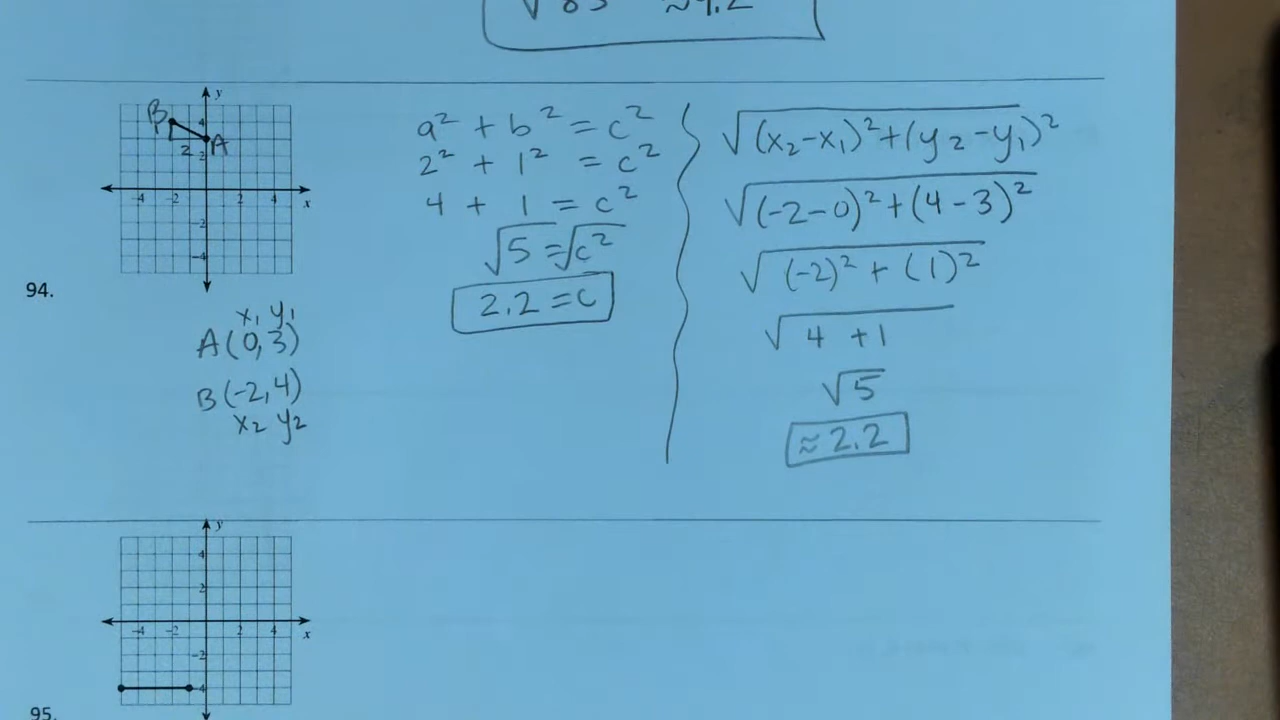 √85 ≈9.2
y
B
4
2
A
2
-4 -2 2 4 x
-2
-4
94.
x₁ y₁
A(0,3)
B(-2,4)
x₂ y₂
a² + b² = c²
2² + 1² = c²
4 + 1 = c²
√5 = √c²
2.2 = c
√(x₂-x₁)²+(y₂-y₁)²
√(-2-0)²+(4-3)²
√(-2)² + (1)²
√4 + 1
√5
≈ 2.2
y
4
2
-4 -2 2 4 x
-2
-4
95.